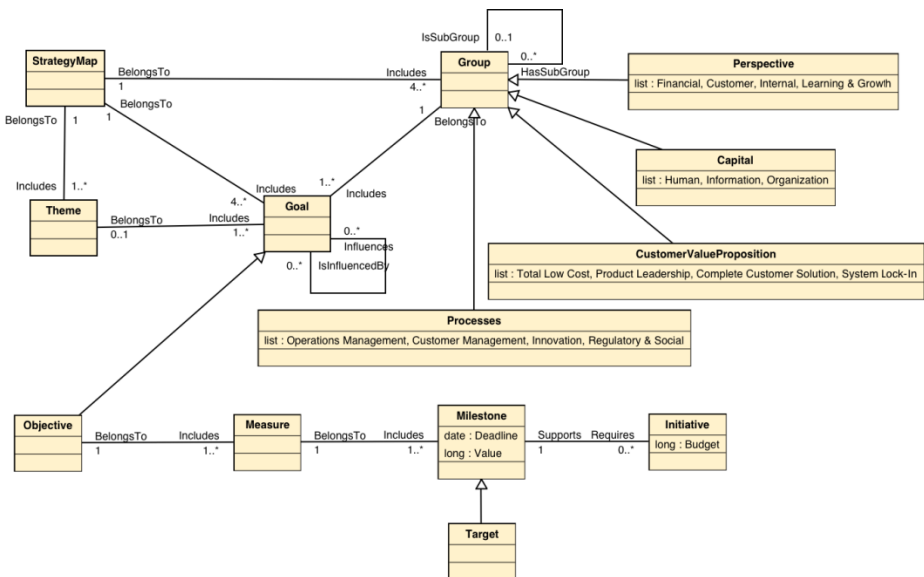 IsSubGroup
0..1
0..*
HasSubGroup
StrategyMap
BelongsTo
1
Includes
4..*
Group
Perspective
list : Financial, Customer, Internal, Learning & Growth
BelongsTo
1
BelongsTo
1
1
BelongsTo
Capital
list : Human, Information, Organization
Includes
1..*
Includes
4..*
1..*
Includes
Theme
BelongsTo
0..1
Includes
1..*
Goal
0..*
Influences
0..*
IsInfluencedBy
CustomerValueProposition
list : Total Low Cost, Product Leadership, Complete Customer Solution, System Lock-In
Processes
list : Operations Management, Customer Management, Innovation, Regulatory & Social
Objective
BelongsTo
1
Includes
1..*
Measure
BelongsTo
1
Includes
1..*
Milestone
date : Deadline
long : Value
Supports
1
Requires
0..*
Initiative
long : Budget
Target